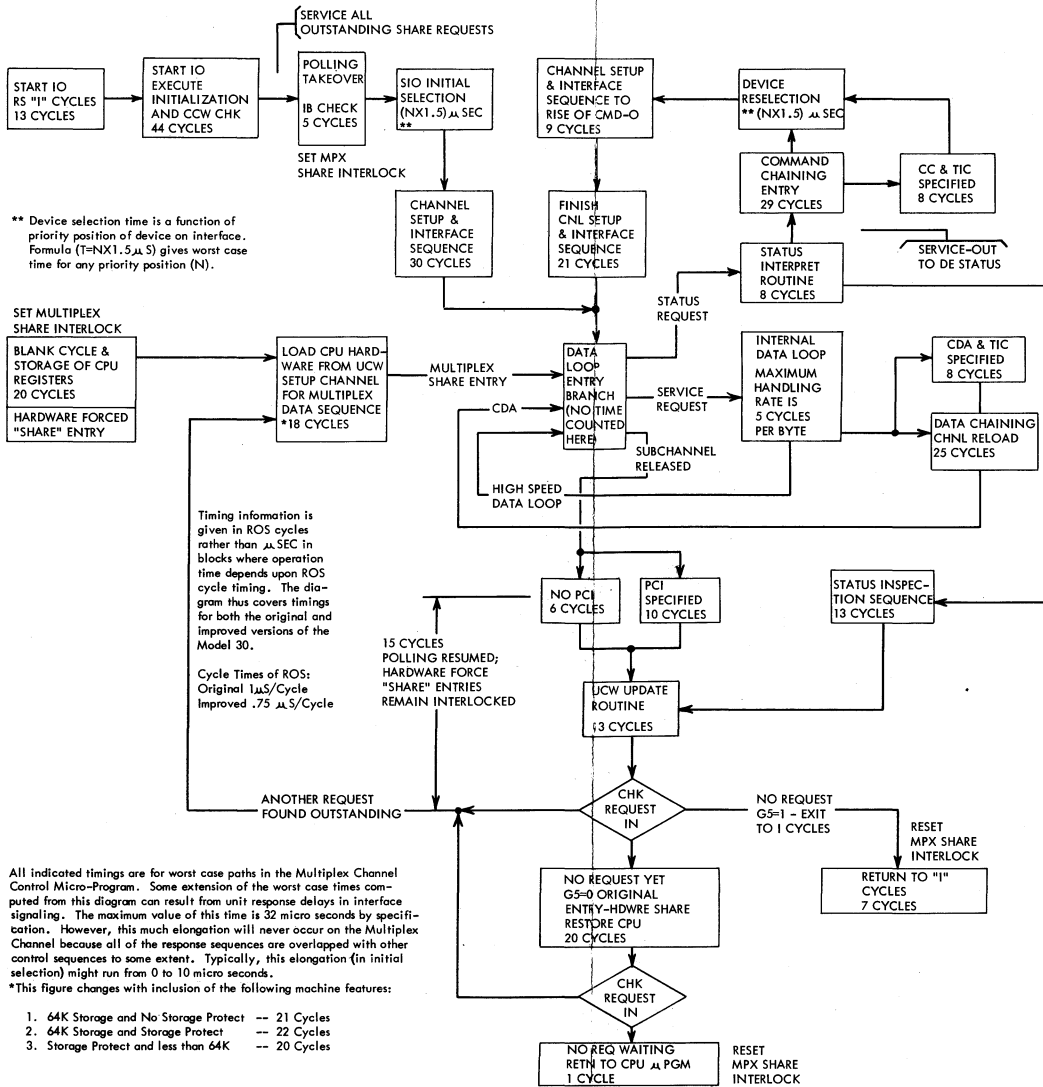 SERVICE ALL
OUTSTANDING SHARE REQUESTS
START IO
RS "I" CYCLES
13 CYCLES
START IO
EXECUTE
INITIALIZATION
AND CCW CHK
44 CYCLES
POLLING
TAKEOVER
IB CHECK
5 CYCLES
SET MPX
SHARE INTERLOCK
SIO INITIAL
SELECTION
(NX1.5) μ SEC
**
CHANNEL SETUP
& INTERFACE
SEQUENCE TO
RISE OF CMD-O
9 CYCLES
DEVICE
RESELECTION
** (NX1.5) μ SEC
COMMAND
CHAINING
ENTRY
29 CYCLES
CC & TIC
SPECIFIED
8 CYCLES
** Device selection time is a function of
priority position of device on interface.
Formula (T=NX1.5μ S) gives worst case
time for any priority position (N).
CHANNEL
SETUP &
INTERFACE
SEQUENCE
30 CYCLES
FINISH
CNL SETUP
& INTERFACE
SEQUENCE
21 CYCLES
SERVICE-OUT
TO DE STATUS
STATUS
INTERPRET
ROUTINE
8 CYCLES
STATUS
REQUEST
SET MULTIPLEX
SHARE INTERLOCK
BLANK CYCLE &
STORAGE OF CPU
REGISTERS
20 CYCLES
HARDWARE FORCED
"SHARE" ENTRY
LOAD CPU HARD-
WARE FROM UCW
SETUP CHANNEL
FOR MULTIPLEX
DATA SEQUENCE
*18 CYCLES
MULTIPLEX
SHARE ENTRY
CDA
DATA
LOOP
ENTRY
BRANCH
(NO TIME
COUNTED
HERE)
SERVICE
REQUEST
SUBCHANNEL
RELEASED
INTERNAL
DATA LOOP
MAXIMUM
HANDLING
RATE IS
5 CYCLES
PER BYTE
CDA & TIC
SPECIFIED
8 CYCLES
DATA CHAINING
CHNL RELOAD
25 CYCLES
HIGH SPEED
DATA LOOP
Timing information is
given in ROS cycles
rather than μ SEC in
blocks where operation
time depends upon ROS
cycle timing. The dia-
gram thus covers timings
for both the original and
improved versions of the
Model 30.
Cycle Times of ROS:
Original 1μS/Cycle
Improved .75 μS/Cycle
NO PCI
6 CYCLES
PCI
SPECIFIED
10 CYCLES
STATUS INSPEC-
TION SEQUENCE
13 CYCLES
15 CYCLES
POLLING RESUMED;
HARDWARE FORCE
"SHARE" ENTRIES
REMAIN INTERLOCKED
UCW UPDATE
ROUTINE
13 CYCLES
ANOTHER REQUEST
FOUND OUTSTANDING
CHK
REQUEST
IN
NO REQUEST
G5=1 - EXIT
TO I CYCLES
RESET
MPX SHARE
INTERLOCK
RETURN TO "I"
CYCLES
7 CYCLES
NO REQUEST YET
G5=0 ORIGINAL
ENTRY-HDWRE SHARE
RESTORE CPU
20 CYCLES
All indicated timings are for worst case paths in the Multiplex Channel
Control Micro-Program. Some extension of the worst case times com-
puted from this diagram can result from unit response delays in interface
signaling. The maximum value of this time is 32 micro seconds by specifi-
cation. However, this much elongation will never occur on the Multiplex
Channel because all of the response sequences are overlapped with other
control sequences to some extent. Typically, this elongation (in initial
selection) might run from 0 to 10 micro seconds.
*This figure changes with inclusion of the following machine features:
1. 64K Storage and No Storage Protect -- 21 Cycles
2. 64K Storage and Storage Protect -- 22 Cycles
3. Storage Protect and less than 64K -- 20 Cycles
CHK
REQUEST
IN
NO REQ WAITING
RETN TO CPU μ PGM
1 CYCLE
RESET
MPX SHARE
INTERLOCK